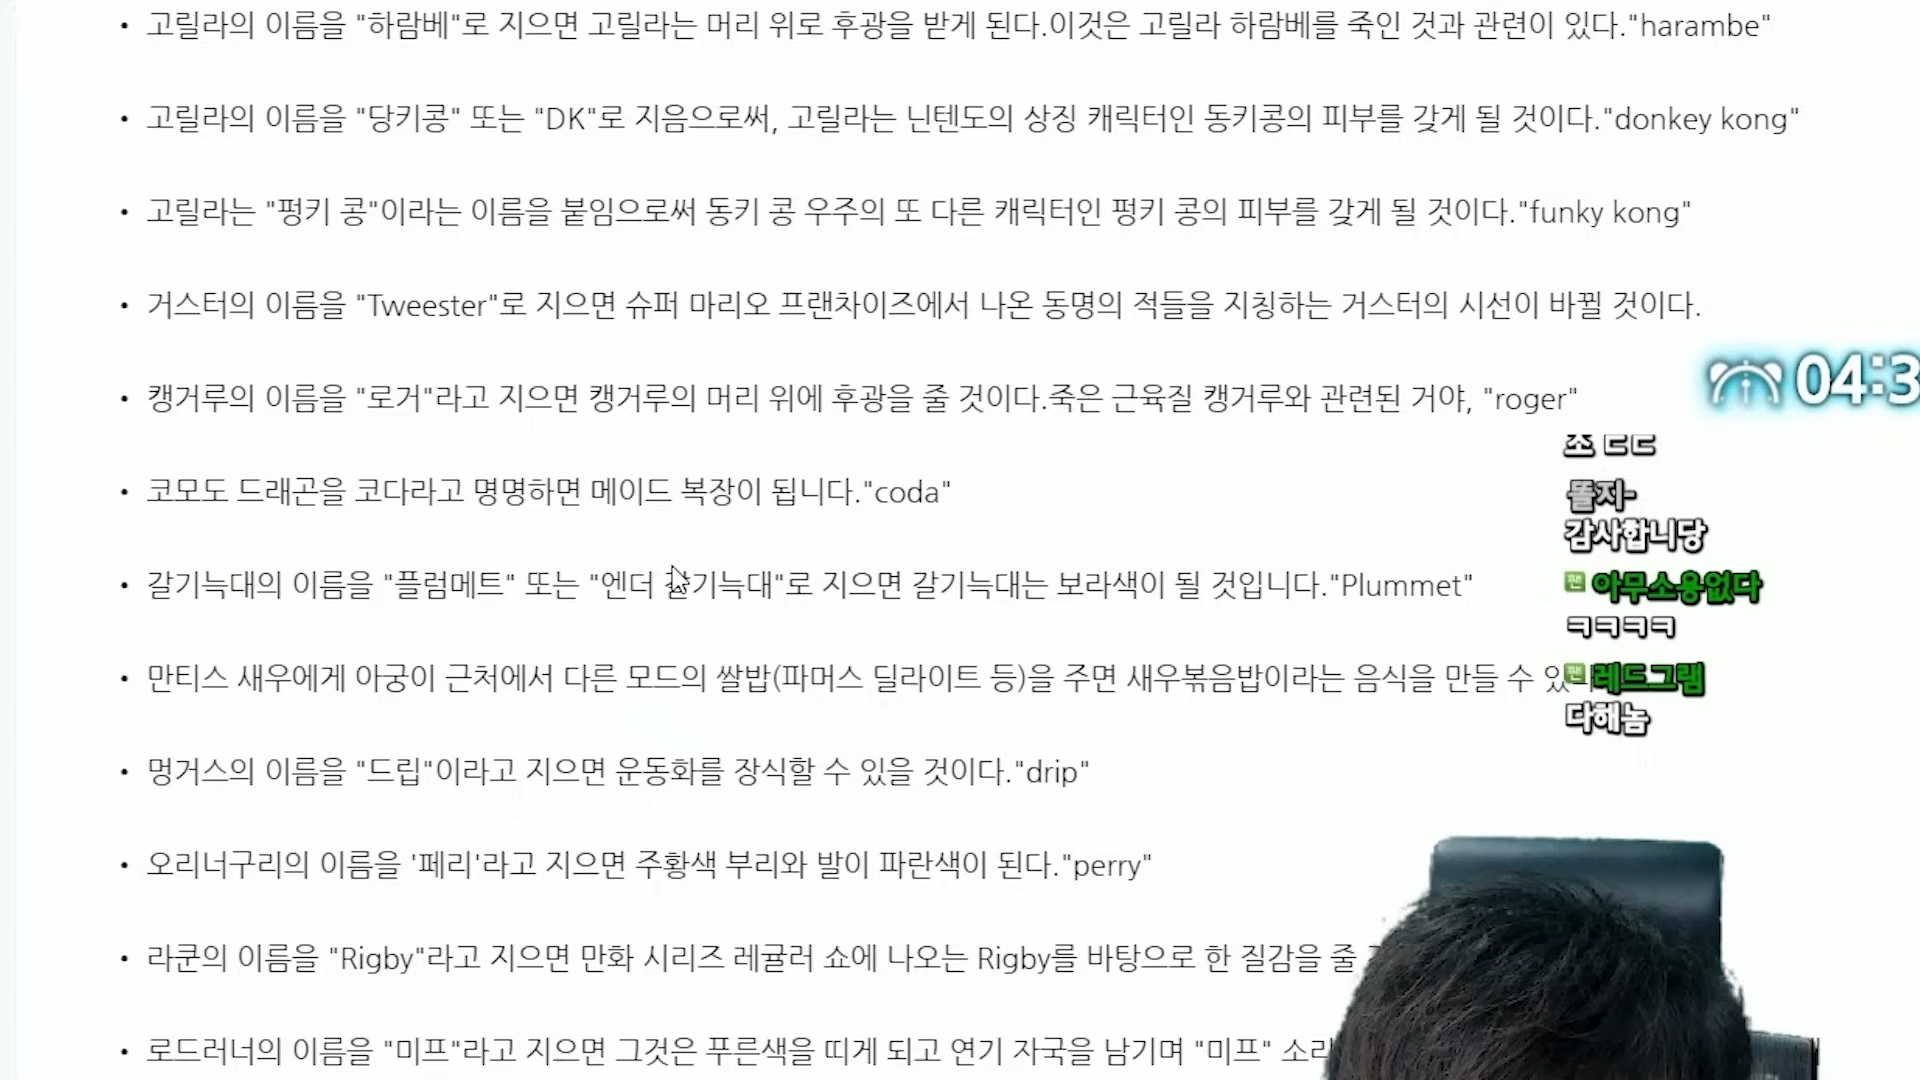 • 고릴라의 이름을 "하람베"로 지으면 고릴라는 머리 위로 후광을 받게 된다.이것은 고릴라 하람베를 죽인 것과 관련이 있다."harambe"
• 고릴라의 이름을 "당키콩" 또는 "DK"로 지음으로써, 고릴라는 닌텐도의 상징 캐릭터인 동키콩의 피부를 갖게 될 것이다."donkey kong"
• 고릴라는 "펑키 콩"이라는 이름을 붙임으로써 동키 콩 우주의 또 다른 캐릭터인 펑키 콩의 피부를 갖게 될 것이다."funky kong"
• 거스터의 이름을 "Tweester"로 지으면 슈퍼 마리오 프랜차이즈에서 나온 동명의 적들을 지칭하는 거스터의 시선이 바뀔 것이다.
04:3
• 캥거루의 이름을 "로거"라고 지으면 캥거루의 머리 위에 후광을 줄 것이다.죽은 근육질 캥거루와 관련된 거야, "roger"
ㄷㄷ
• 코모도 드래곤을 코다라고 명명하면 메이드 복장이 됩니다."coda"
똘지-
감사합니당
• 갈기늑대의 이름을 "플럼메트" 또는 "엔더 갈기늑대"로 지으면 갈기늑대는 보라색이 될 것입니다."Plummet"
팬 아무소용없다
ㅋㅋㅋㅋ
• 만티스 새우에게 아궁이 근처에서 다른 모드의 쌀밥(파머스 딜라이트 등)을 주면 새우볶음밥이라는 음식을 만들 수 있
팬 레드그램
다해놈
• 멍거스의 이름을 "드립"이라고 지으면 운동화를 장식할 수 있을 것이다."drip"
• 오리너구리의 이름을 '페리'라고 지으면 주황색 부리와 발이 파란색이 된다."perry"
• 라쿤의 이름을 "Rigby"라고 지으면 만화 시리즈 레귤러 쇼에 나오는 Rigby를 바탕으로 한 질감을 줄
• 로드러너의 이름을 "미프"라고 지으면 그것은 푸른색을 띠게 되고 연기 자국을 남기며 "미프" 소리